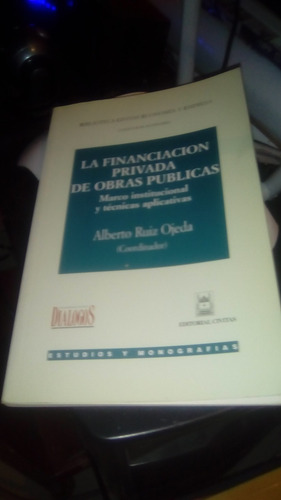 LA FINANCIACION
PRIVADA
DE OBRAS PUBLICAS
Marco institucional
y técnicas aplicativas
Alberto Ruiz Ojeda
(Coordinador)
DIALOGOS
EDITORIAL CIVITAS
ESTUDIOS Y MONOGRAFIAS